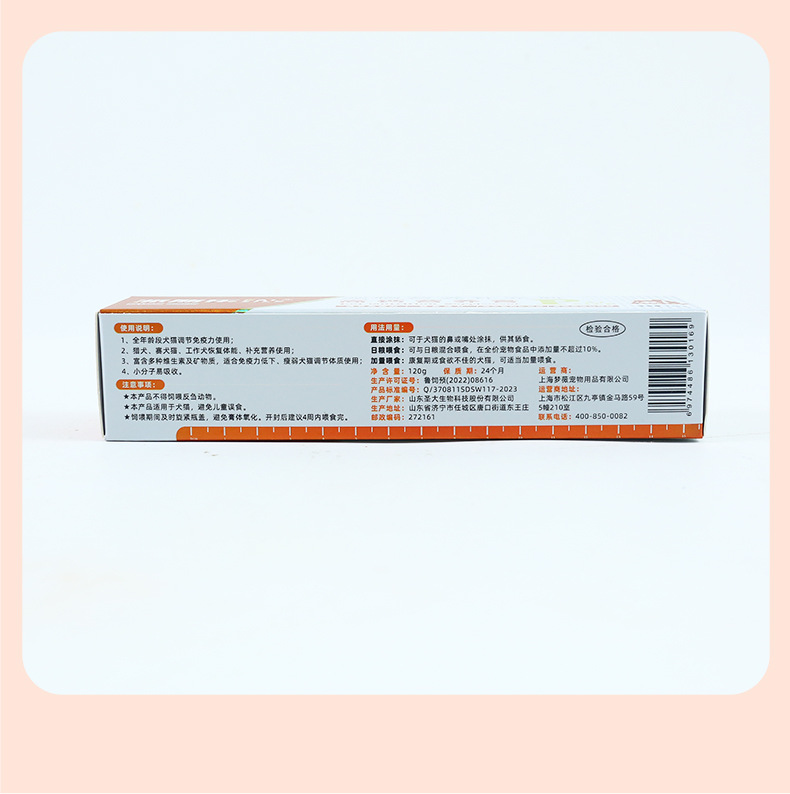 使用说明：
1、全年龄段犬猫调节免疫力使用；
2、猎犬、赛犬猫、工作犬恢复体能、补充营养使用；
3、富含多种维生素及矿物质，适合免疫力低下、瘦弱犬猫调节体质使用；
4、小分子易吸收。
注意事项：
★本产品不得饲喂反刍动物。
★本产品适用于犬猫，避免儿童误食。
★饲喂期间及时旋紧瓶盖，避免膏体氧化。开封后建议4周内喂食完。
用法用量：
检验合格
直接涂抹：可于犬猫的鼻或嘴处涂抹，供其舔食。
日粮喂食：可与日粮混合喂食，在全价宠物食品中添加量不超过10%。
加量喂食：康复期或食欲不佳的犬猫，可适当加量喂食。
净 含 量：120g 保 质 期：24个月
生产许可证号：鲁饲预(2022)08616
产品标准编号：Q/370811SDSW117-2023
生产厂家：山东圣大生物科技股份有限公司
生产地址：山东省济宁市任城区唐口街道东王庄
邮政编码：272161
运 营 商：
上海梦薇宠物用品有限公司
运营商地址：
上海市松江区九亭镇金马路59号
5幢210室
联系电话：400-850-0082
6974486130169